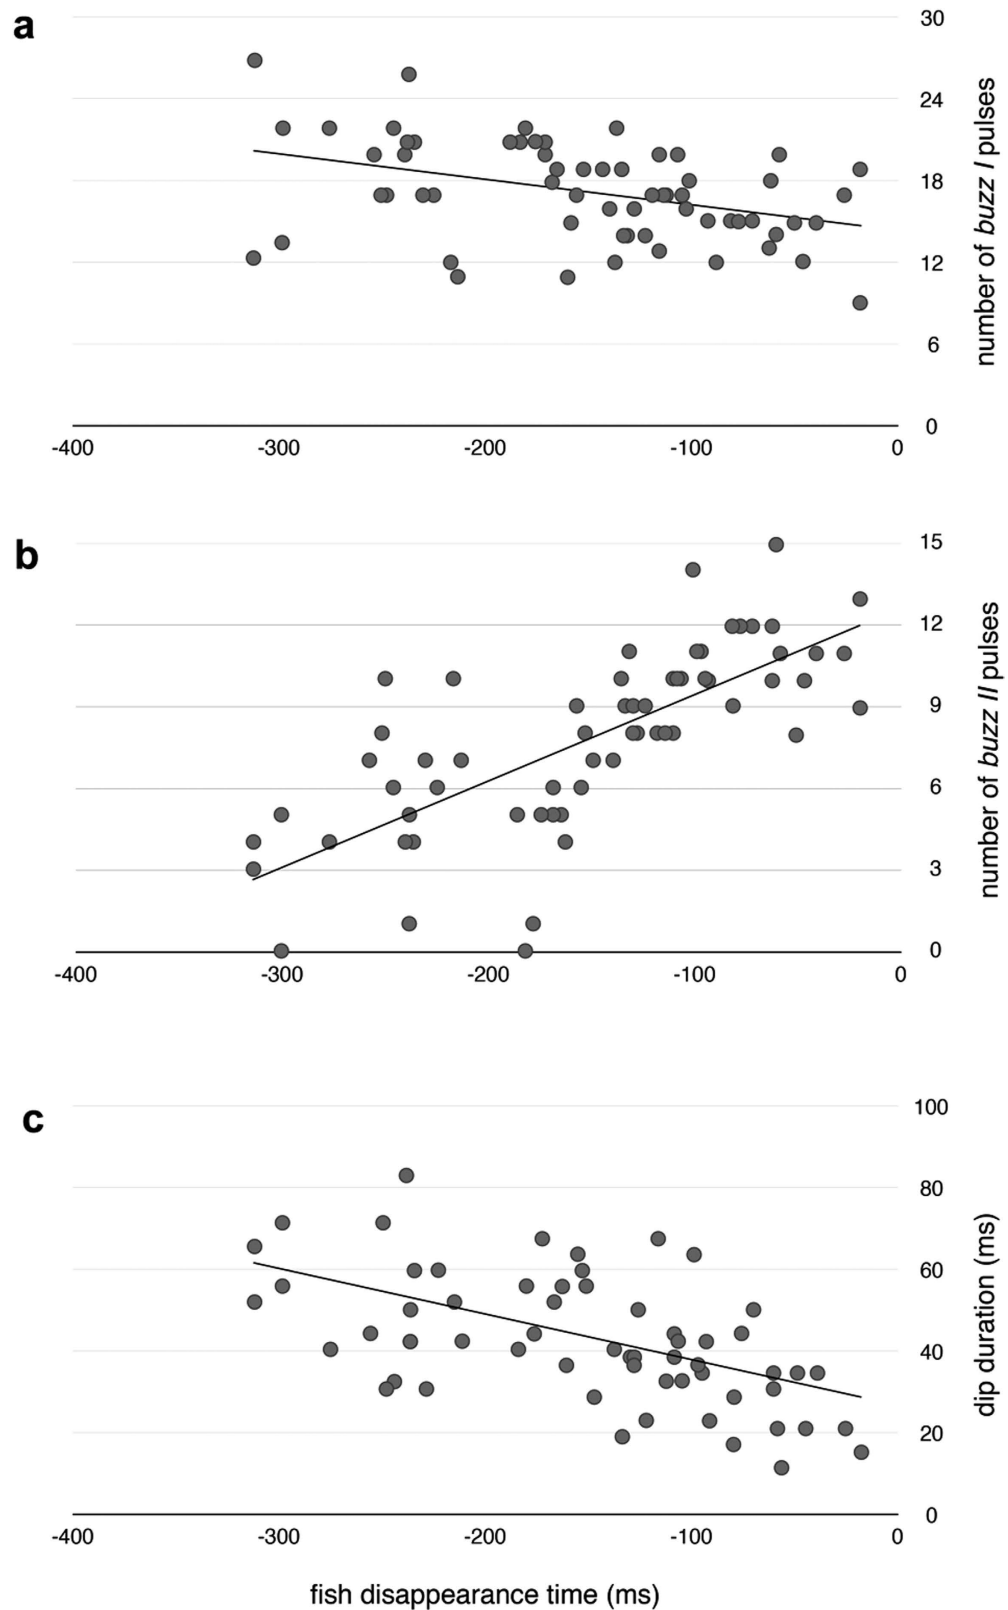 a
30
24
18
12
6
0
number of buzz I pulses
-400 -300 -200 -100 0
b
15
12
9
6
3
0
number of buzz II pulses
-400 -300 -200 -100 0
c
100
80
60
40
20
0
dip duration (ms)
-400 -300 -200 -100 0
fish disappearance time (ms)